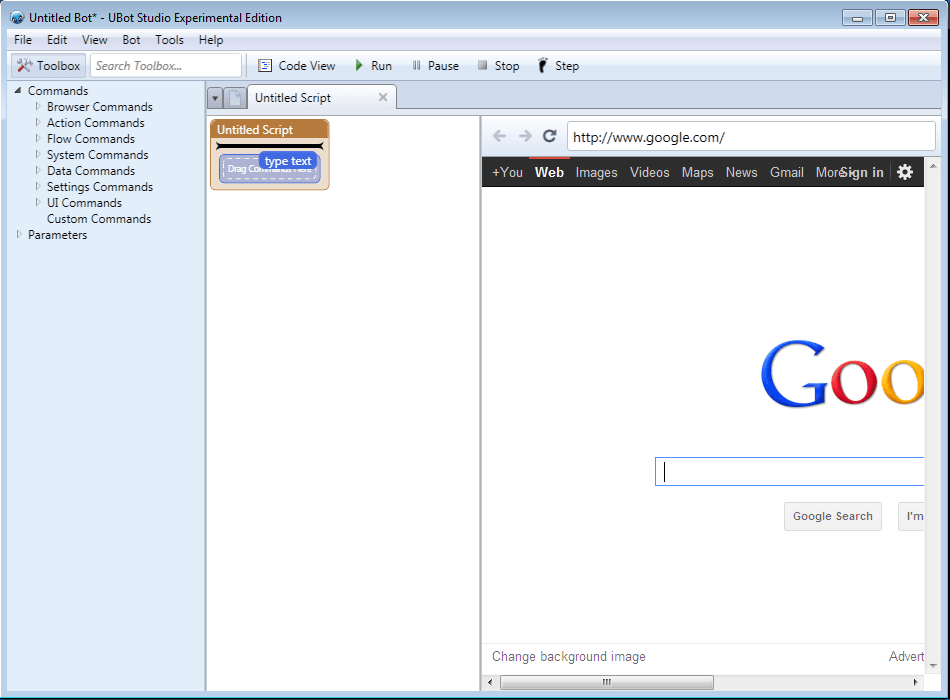 Untitled Bot* - UBot Studio Experimental Edition
File Edit View Bot Tools Help
Toolbox Search Toolbox... Code View Run Pause Stop Step
Commands
Browser Commands
Action Commands
Flow Commands
System Commands
Data Commands
Settings Commands
UI Commands
Custom Commands
Parameters
Untitled Script
Untitled Script
type text
Drag Commands Here
http://www.google.com/
+You Web Images Videos Maps News Gmail More Sign in
Goo
Google Search I'm
Change background image Advert